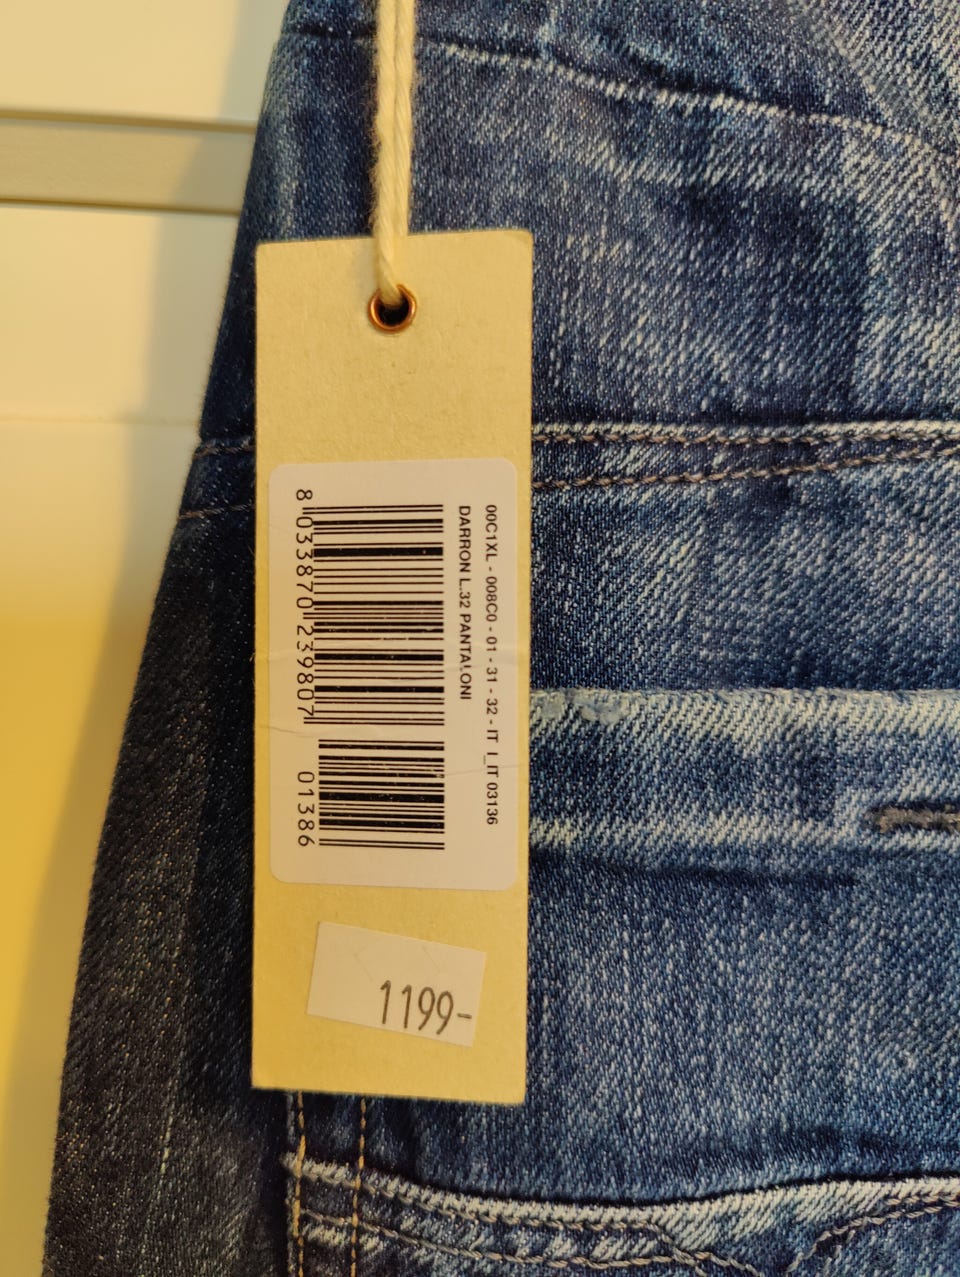 00C1XL - 008C0 - 01 - 31 - 32 - IT I_IT 03136
DARRON L.32 PANTALONI
8 033870 239807
01386
1199-